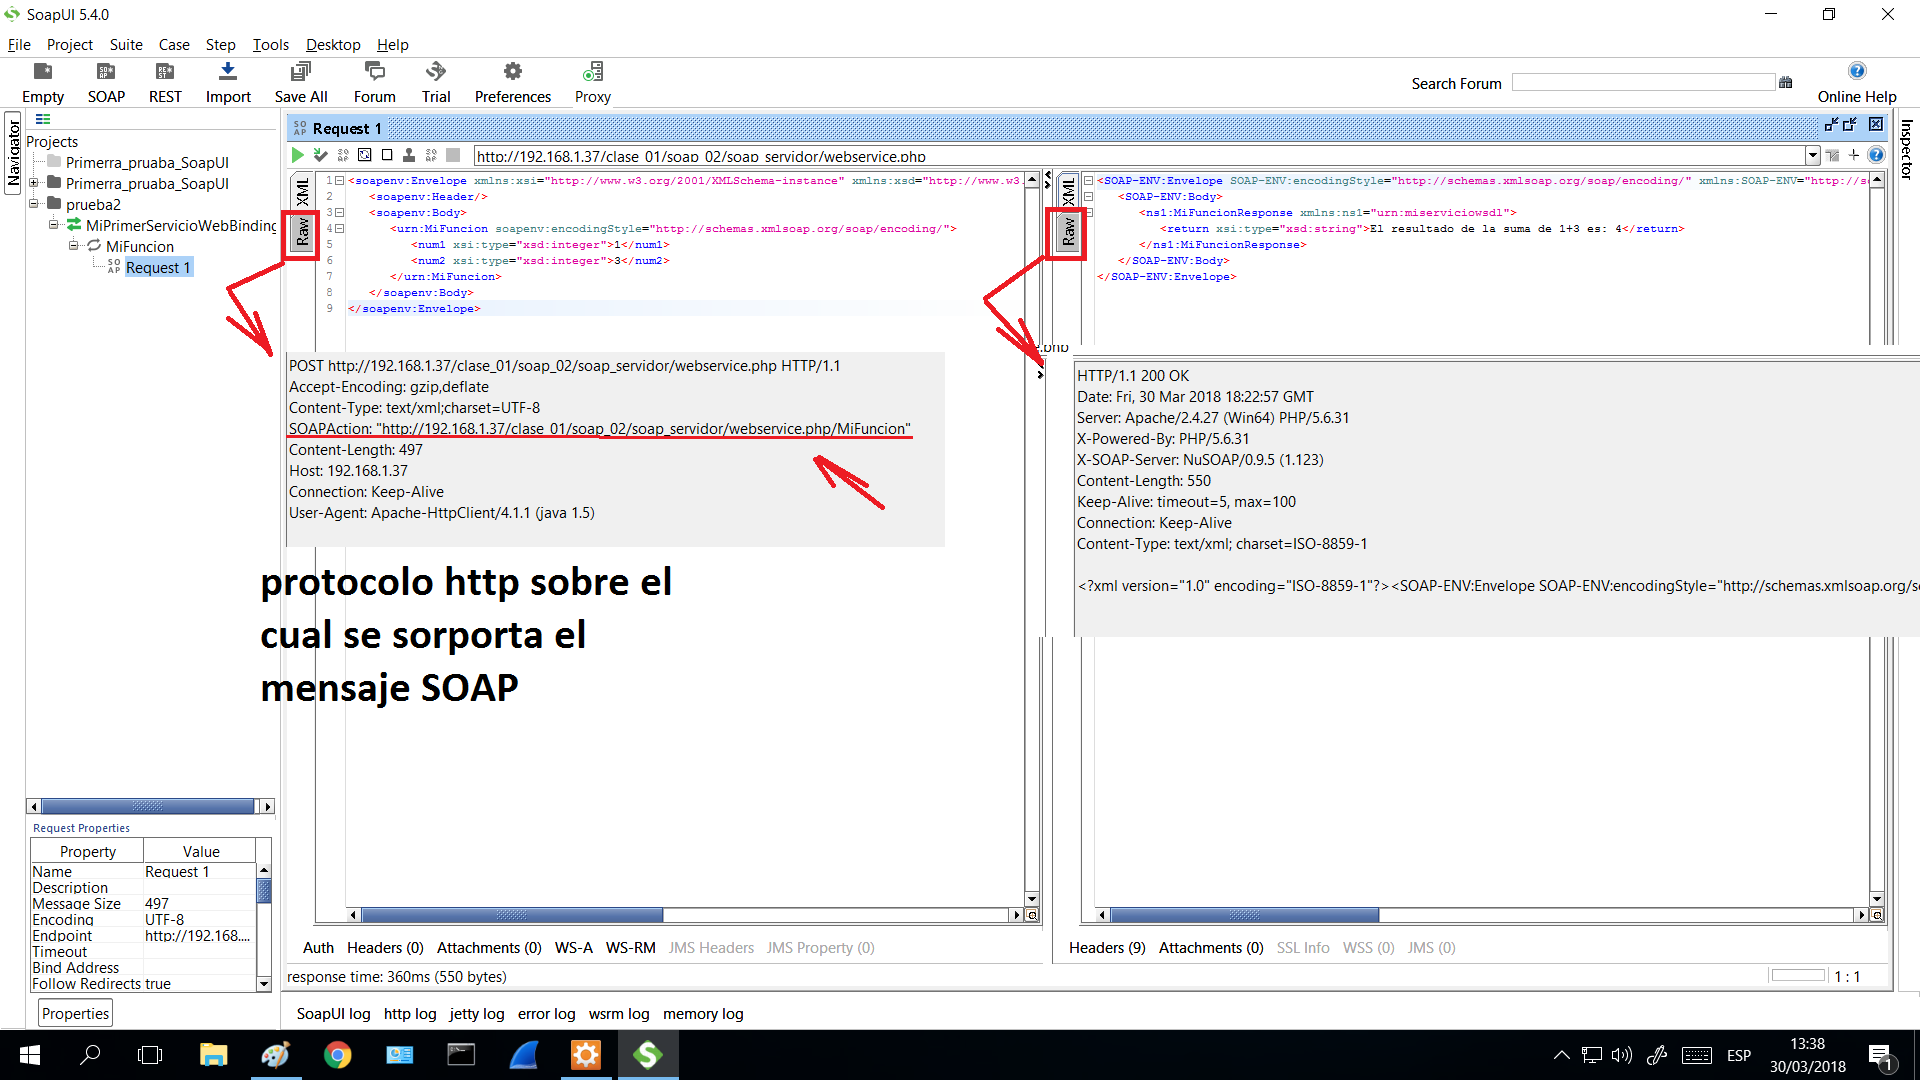 SoapUI 5.4.0
File Project Suite Case Step Tools Desktop Help
Empty SOAP REST Import Save All Forum Trial Preferences Proxy
Search Forum
Online Help
Navigator
Projects
Primerra_pruaba_SoapUI
Primerra_pruaba_SoapUI
prueba2
MiPrimerServicioWebBinding
MiFuncion
Request 1
Request Properties
Property Value
Name Request 1
Description
Message Size 497
Encoding UTF-8
Endpoint http://192.168....
Timeout
Bind Address
Follow Redirects true
Properties
Request 1
http://192.168.1.37/clase_01/soap_02/soap_servidor/webservice.php
XML
Raw
1 <soapenv:Envelope xmlns:xsi="http://www.w3.org/2001/XMLSchema-instance" xmlns:xsd="http://www.w3.
2 <soapenv:Header/>
3 <soapenv:Body>
4 <urn:MiFuncion soapenv:encodingStyle="http://schemas.xmlsoap.org/soap/encoding/">
5 <num1 xsi:type="xsd:integer">1</num1>
6 <num2 xsi:type="xsd:integer">3</num2>
7 </urn:MiFuncion>
8 </soapenv:Body>
9 </soapenv:Envelope>
POST http://192.168.1.37/clase_01/soap_02/soap_servidor/webservice.php HTTP/1.1
Accept-Encoding: gzip,deflate
Content-Type: text/xml;charset=UTF-8
SOAPAction: "http://192.168.1.37/clase_01/soap_02/soap_servidor/webservice.php/MiFuncion"
Content-Length: 497
Host: 192.168.1.37
Connection: Keep-Alive
User-Agent: Apache-HttpClient/4.1.1 (java 1.5)
protocolo http sobre el
cual se sorporta el
mensaje SOAP
Auth Headers (0) Attachments (0) WS-A WS-RM JMS Headers JMS Property (0)
response time: 360ms (550 bytes)
XML
Raw
<SOAP-ENV:Envelope SOAP-ENV:encodingStyle="http://schemas.xmlsoap.org/soap/encoding/" xmlns:SOAP-ENV="http://s
<SOAP-ENV:Body>
<ns1:MiFuncionResponse xmlns:ns1="urn:miserviciowsdl">
<return xsi:type="xsd:string">El resultado de la suma de 1+3 es: 4</return>
</ns1:MiFuncionResponse>
</SOAP-ENV:Body>
</SOAP-ENV:Envelope>
HTTP/1.1 200 OK
Date: Fri, 30 Mar 2018 18:22:57 GMT
Server: Apache/2.4.27 (Win64) PHP/5.6.31
X-Powered-By: PHP/5.6.31
X-SOAP-Server: NuSOAP/0.9.5 (1.123)
Content-Length: 550
Keep-Alive: timeout=5, max=100
Connection: Keep-Alive
Content-Type: text/xml; charset=ISO-8859-1
<?xml version="1.0" encoding="ISO-8859-1"?><SOAP-ENV:Envelope SOAP-ENV:encodingStyle="http://schemas.xmlsoap.org/s
Headers (9) Attachments (0) SSL Info WSS (0) JMS (0)
1 : 1
Inspector
SoapUI log http log jetty log error log wsrm log memory log
ESP
13:38
30/03/2018
1